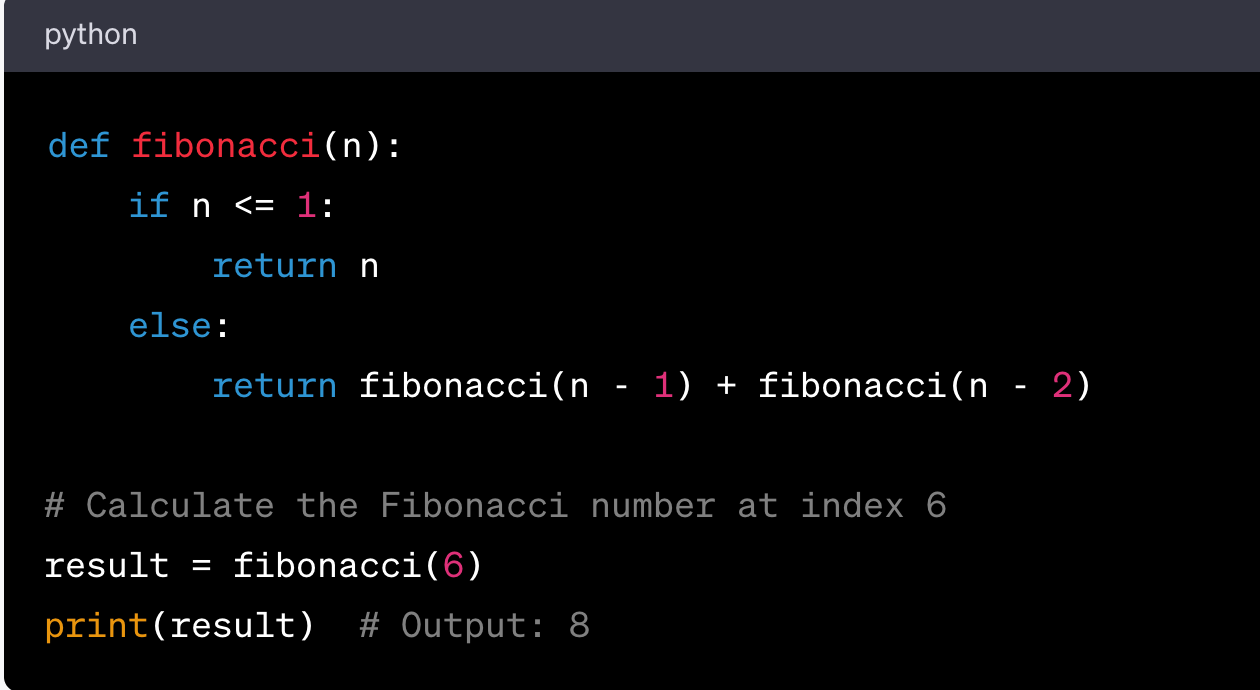 python
def fibonacci(n):
    if n <= 1:
        return n
    else:
        return fibonacci(n - 1) + fibonacci(n - 2)
# Calculate the Fibonacci number at index 6
result = fibonacci(6)
print(result)  # Output: 8